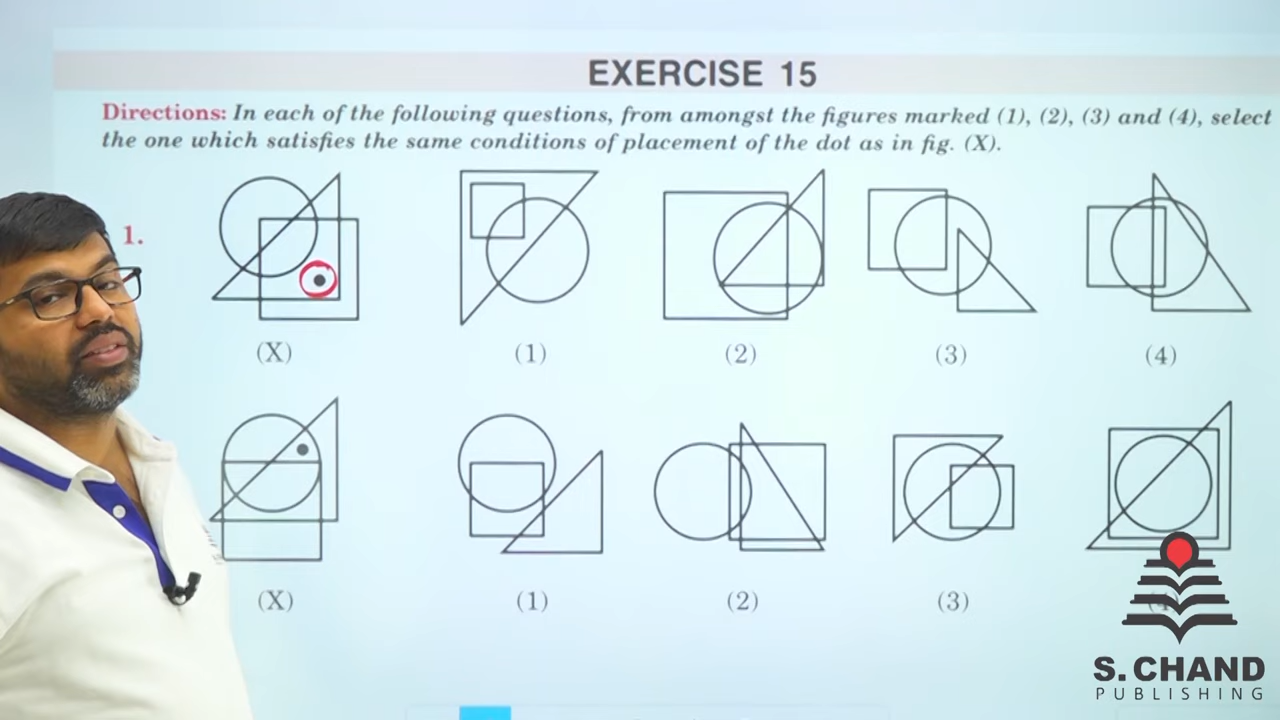 EXERCISE 15
Directions: In each of the following questions, from amongst the figures marked (1), (2), (3) and (4), select
the one which satisfies the same conditions of placement of the dot as in fig. (X).
1.
(X) (1) (2) (3) (4)
(X) (1) (2) (3)
S. CHAND
PUBLISHING